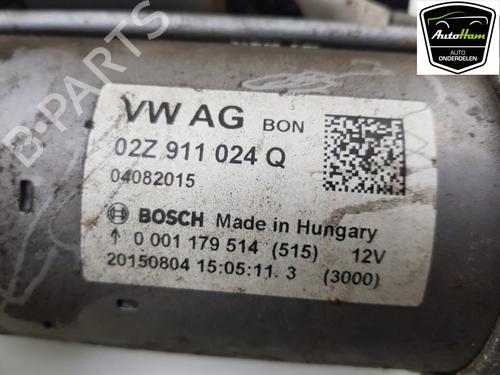 AutoHam
AUTO
ONDERDELEN
B-PARTS
VW AG BON
02Z 911 024 Q
04082015
BOSCH Made in Hungary
↑ 0 001 179 514 (515) 12V
20150804 15:05:11. 3 (3000)